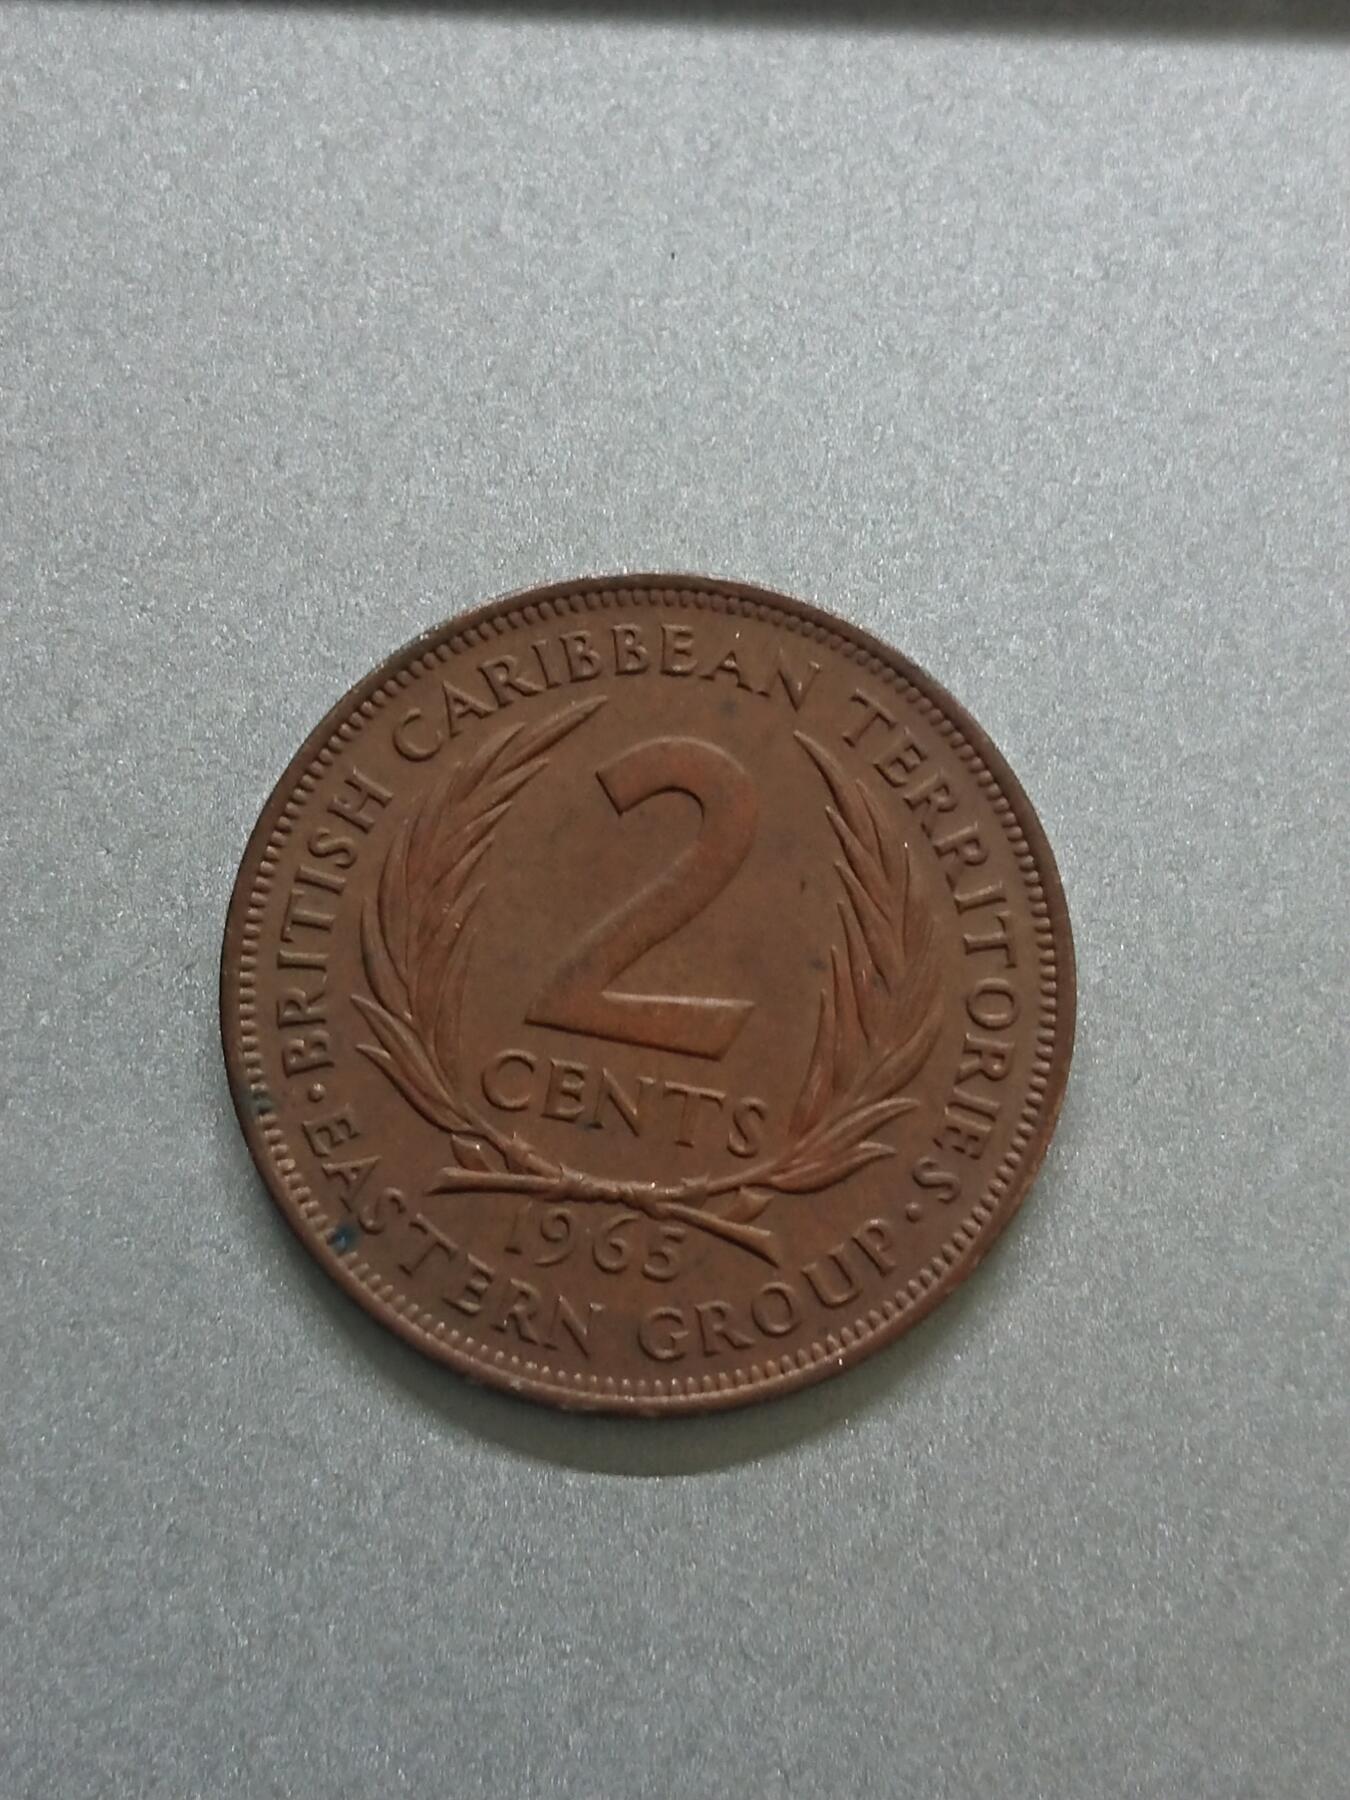 BRITISH CARIBBEAN TERRITORIES
2
CENTS
1965
·EASTERN GROUP·